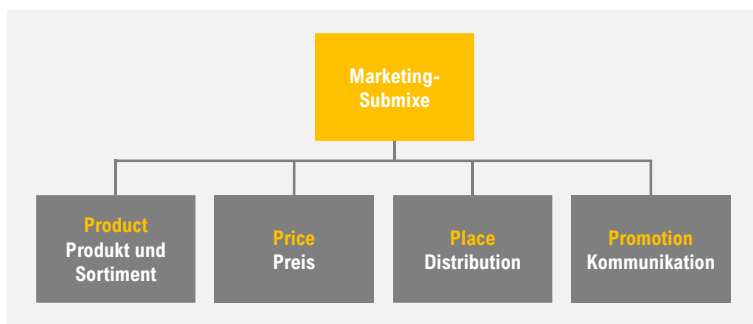 Marketing-
Submixe
Product
Produkt und
Sortiment
Price
Preis
Place
Distribution
Promotion
Kommunikation